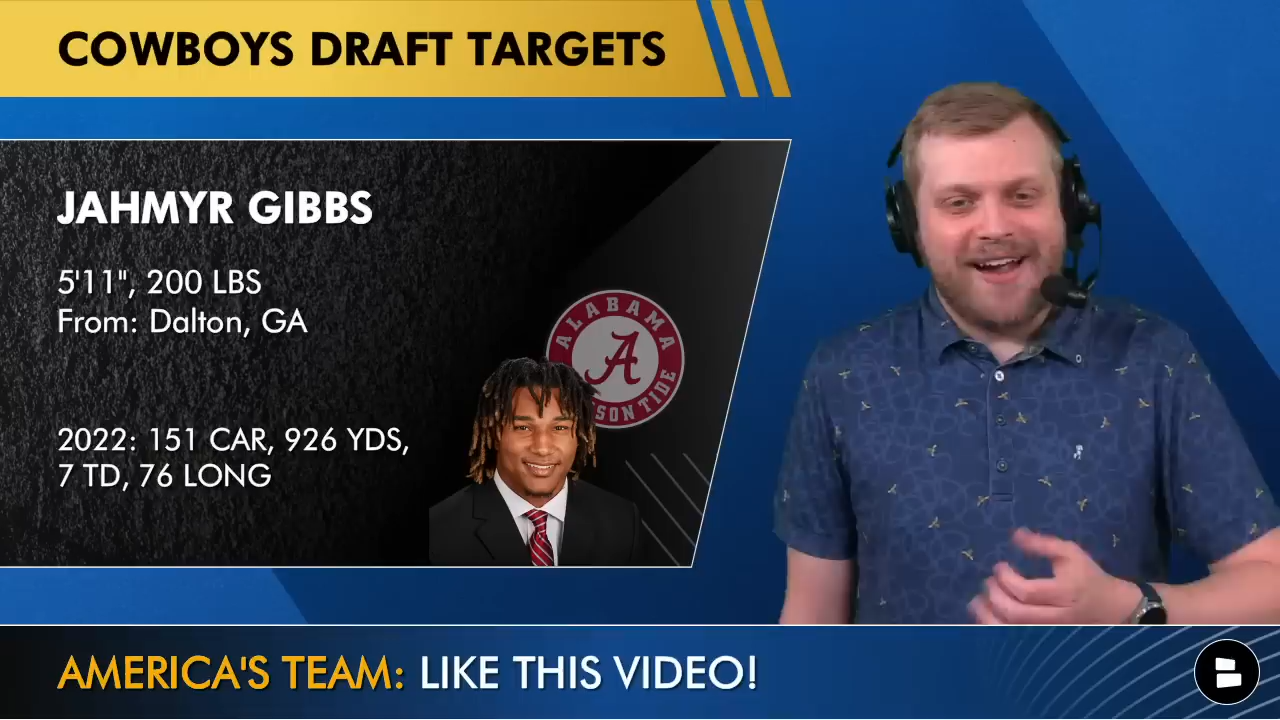 COWBOYS DRAFT TARGETS
JAHMYR GIBBS
5'11", 200 LBS
From: Dalton, GA
ALABAMA
A
SON TIDE
2022: 151 CAR, 926 YDS,
7 TD, 76 LONG
AMERICA'S TEAM: LIKE THIS VIDEO!